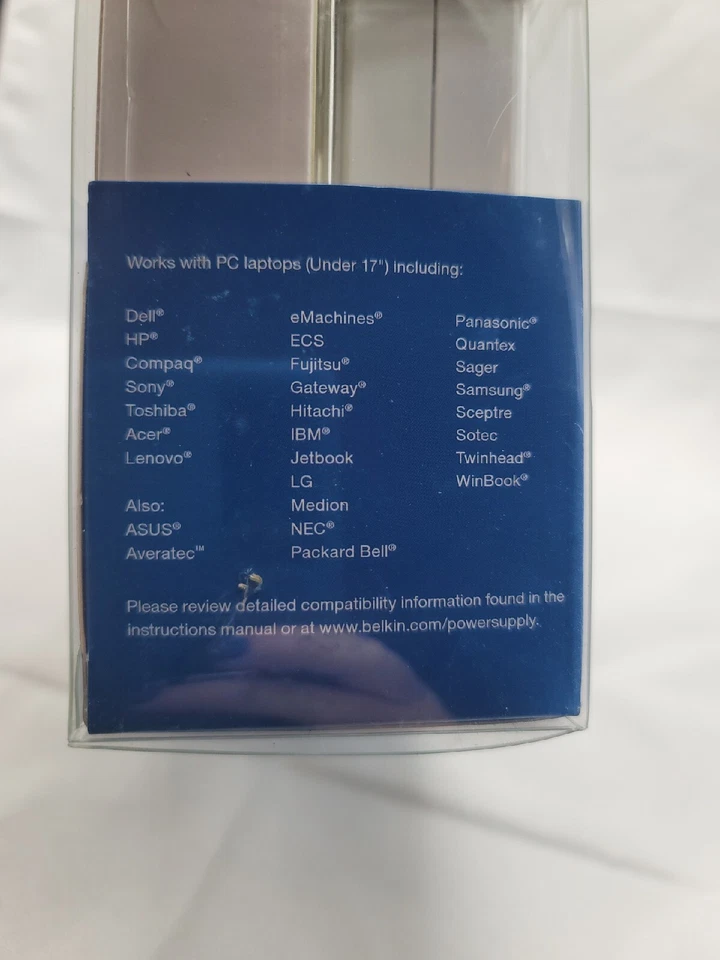 Works with PC laptops (Under 17") including:
Dell®
HP®
Compaq®
Sony®
Toshiba®
Acer®
Lenovo®
Also:
ASUS®
Averatec™
eMachines®
ECS
Fujitsu®
Gateway®
Hitachi®
IBM®
Jetbook
LG
Medion
NEC®
Packard Bell®
Panasonic®
Quantex
Sager
Samsung®
Sceptre
Sotec
Twinhead®
WinBook®
Please review detailed compatibility information found in the
instructions manual or at www.belkin.com/powersupply.